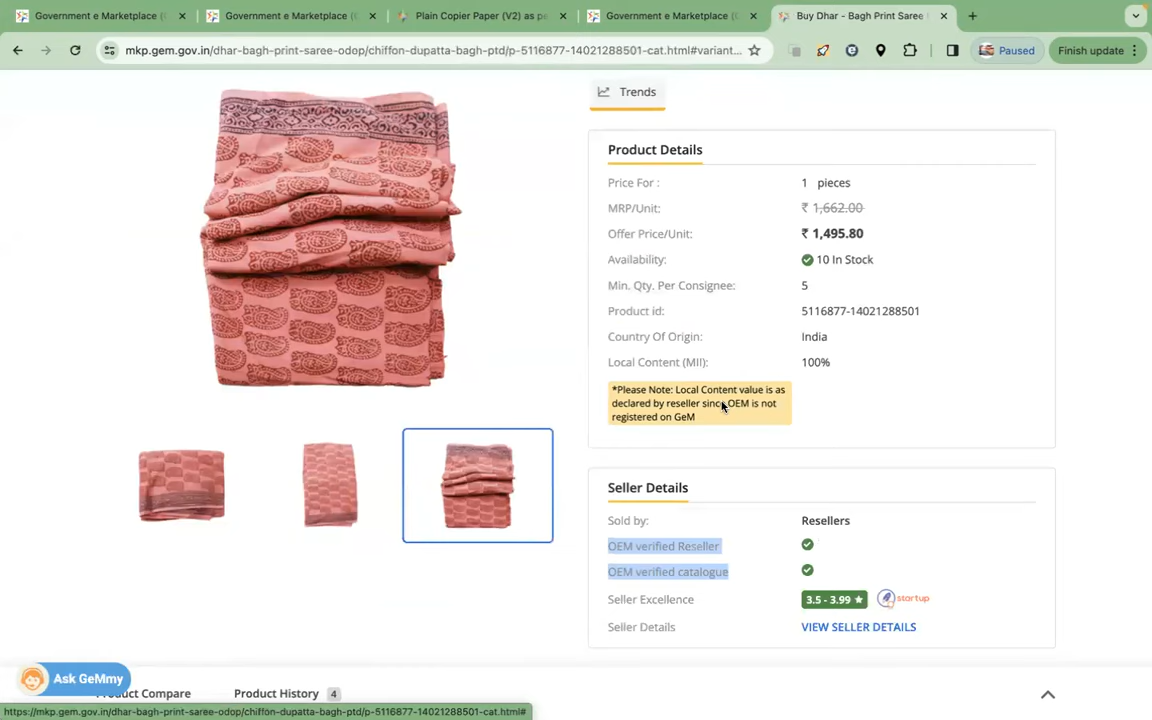 Government e Marketplace (
Government e Marketplace (
Plain Copier Paper (V2) as pe
Government e Marketplace (
Buy Dhar - Bagh Print Saree
mkp.gem.gov.in/dhar-bagh-print-saree-odop/chiffon-dupatta-bagh-ptd/p-5116877-14021288501-cat.html#variant...
Paused
Finish update
Trends
Product Details
Price For : 1 pieces
MRP/Unit: ₹ 1,662.00
Offer Price/Unit: ₹ 1,495.80
Availability: 10 In Stock
Min. Qty. Per Consignee: 5
Product id: 5116877-14021288501
Country Of Origin: India
Local Content (MII): 100%
*Please Note: Local Content value is as
declared by reseller since OEM is not
registered on GeM
Seller Details
Sold by: Resellers
OEM verified Reseller
OEM verified catalogue
Seller Excellence 3.5 - 3.99 ★ startup
Seller Details VIEW SELLER DETAILS
Ask GeMmy
Product Compare Product History 4
https://mkp.gem.gov.in/dhar-bagh-print-saree-odop/chiffon-dupatta-bagh-ptd/p-5116877-14021288501-cat.html#